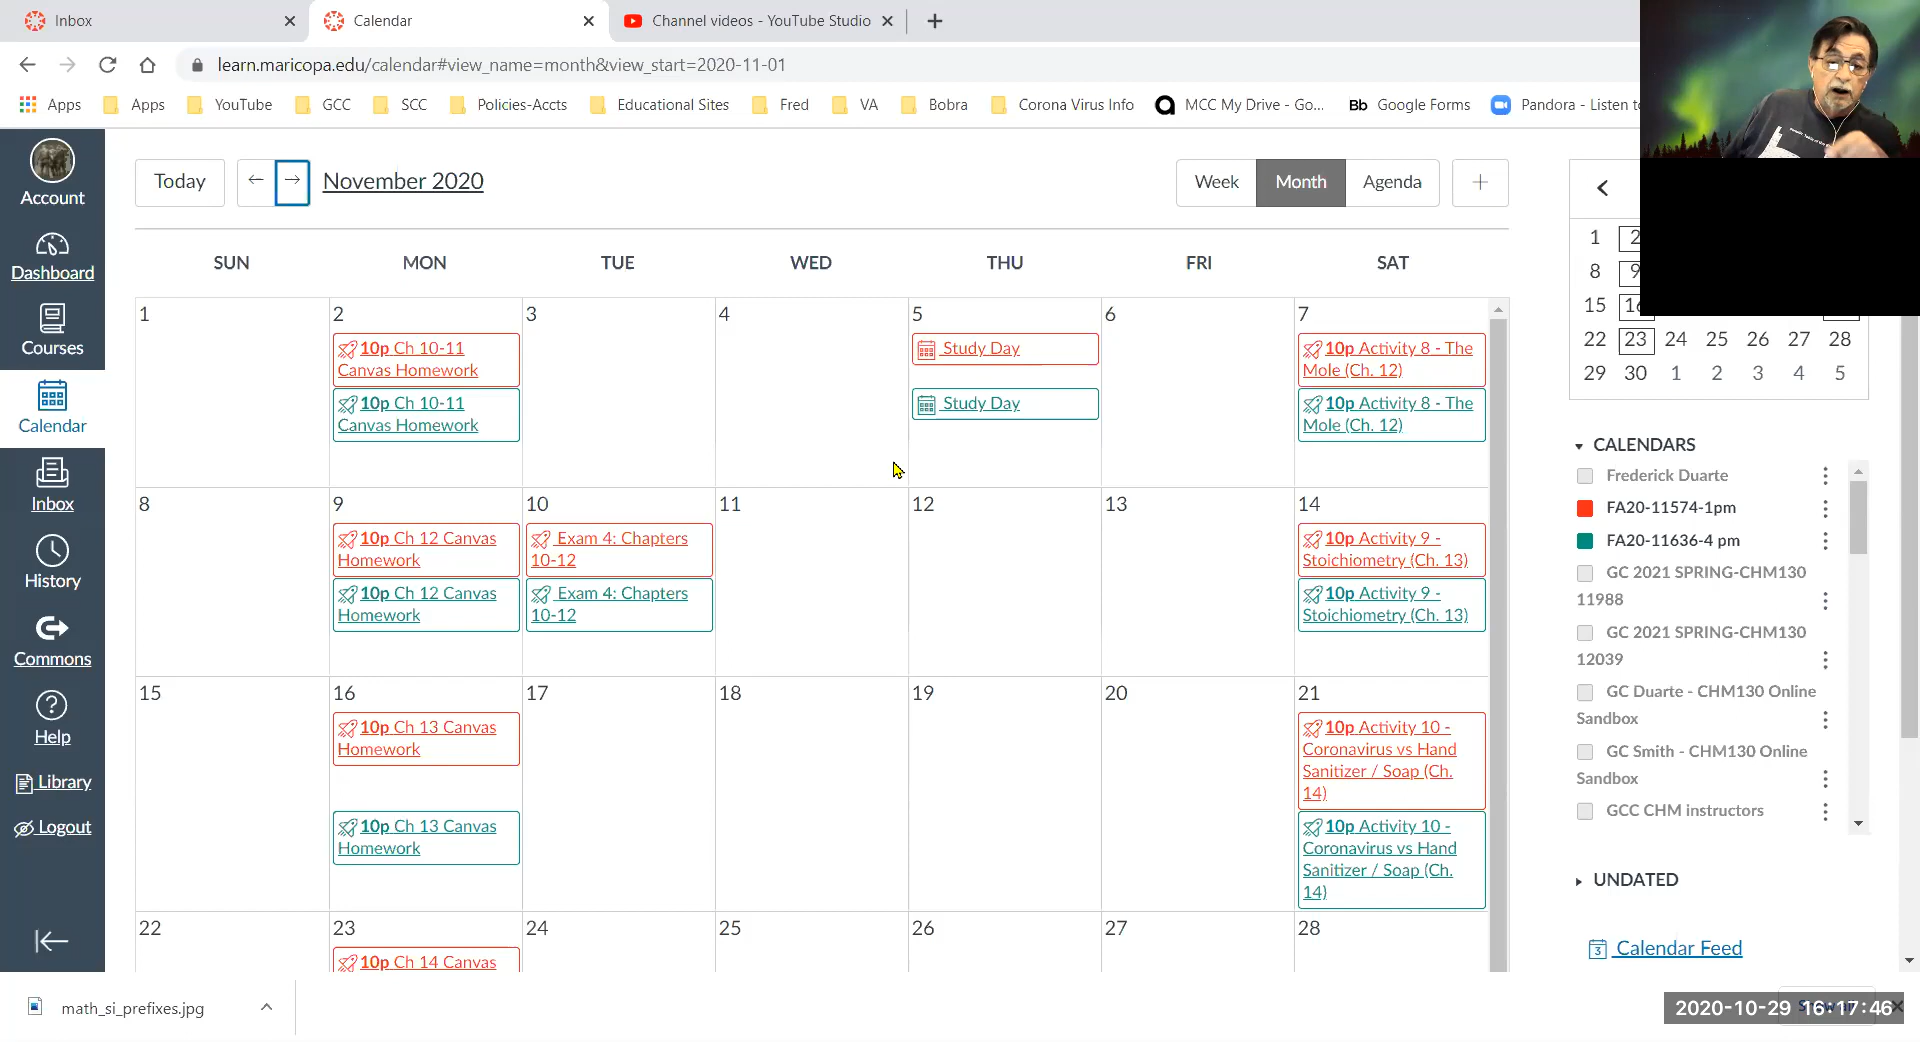 Inbox
Calendar
Channel videos - YouTube Studio
learn.maricopa.edu/calendar#view_name=month&view_start=2020-11-01
Apps
Apps
YouTube
GCC
SCC
Policies-Accts
Educational Sites
Fred
VA
Bobra
Corona Virus Info
MCC My Drive - Go...
Bb Google Forms
Pandora - Listen to
Account
Dashboard
Courses
Calendar
Inbox
History
Commons
Help
Library
Logout
Today
November 2020
Week
Month
Agenda
SUN MON TUE WED THU FRI SAT
1 2 3 4 5 6 7
10p Ch 10-11
Canvas Homework
10p Ch 10-11
Canvas Homework
Study Day
Study Day
10p Activity 8 - The
Mole (Ch. 12)
10p Activity 8 - The
Mole (Ch. 12)
8 9 10 11 12 13 14
10p Ch 12 Canvas
Homework
10p Ch 12 Canvas
Homework
Exam 4: Chapters
10-12
Exam 4: Chapters
10-12
10p Activity 9 -
Stoichiometry (Ch. 13)
10p Activity 9 -
Stoichiometry (Ch. 13)
15 16 17 18 19 20 21
10p Ch 13 Canvas
Homework
10p Ch 13 Canvas
Homework
10p Activity 10 -
Coronavirus vs Hand
Sanitizer / Soap (Ch.
14)
10p Activity 10 -
Coronavirus vs Hand
Sanitizer / Soap (Ch.
14)
22 23 24 25 26 27 28
10p Ch 14 Canvas
1 2
8 9
15 16
22 23 24 25 26 27 28
29 30 1 2 3 4 5
CALENDARS
Frederick Duarte
FA20-11574-1pm
FA20-11636-4 pm
GC 2021 SPRING-CHM130
11988
GC 2021 SPRING-CHM130
12039
GC Duarte - CHM130 Online
Sandbox
GC Smith - CHM130 Online
Sandbox
GCC CHM instructors
UNDATED
3 Calendar Feed
math_si_prefixes.jpg
2020-10-29 16:17:46